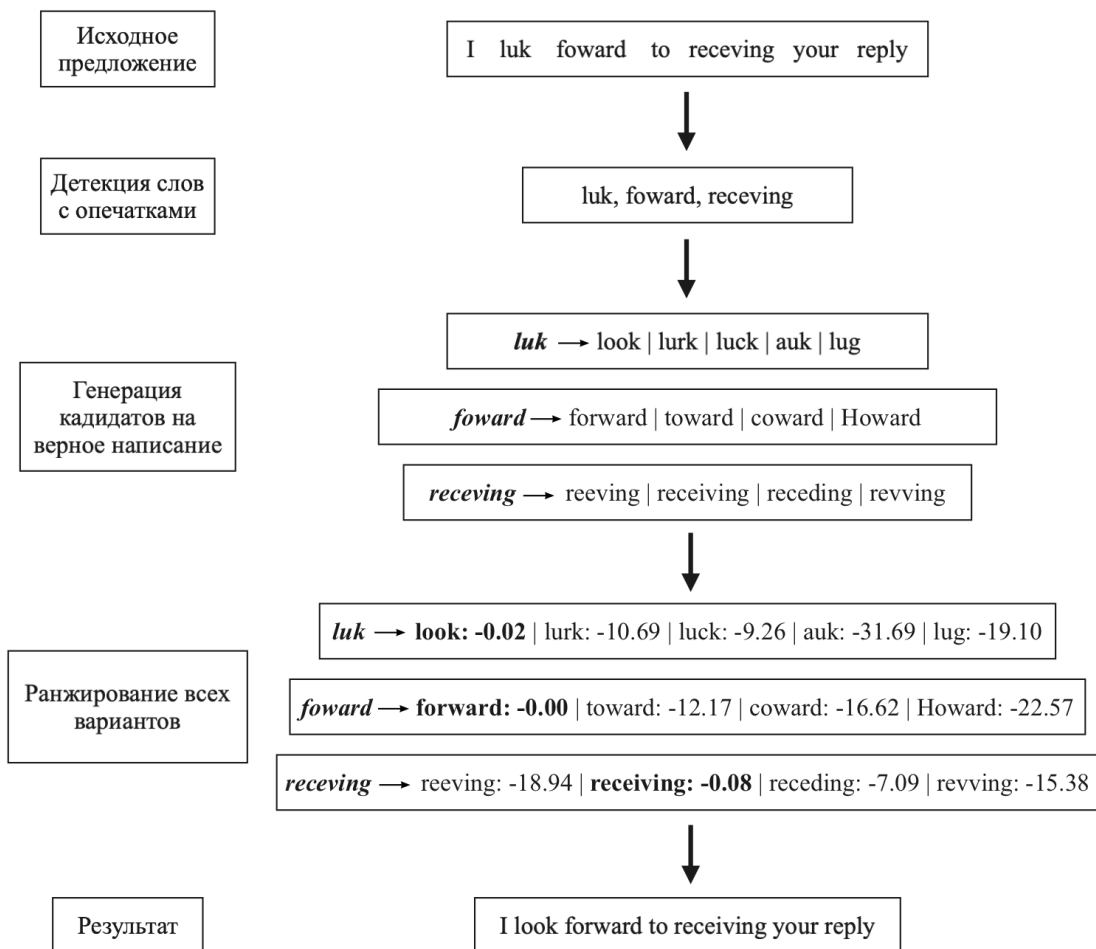 Исходное
предложение
I luk foward to receving your reply
Детекция слов
с опечатками
luk, foward, receving
Генерация
кадидатов на
верное написание
luk → look | lurk | luck | auk | lug
foward → forward | toward | coward | Howard
receving → reeving | receiving | receding | revving
Ранжирование всех
вариантов
luk → look: -0.02 | lurk: -10.69 | luck: -9.26 | auk: -31.69 | lug: -19.10
foward → forward: -0.00 | toward: -12.17 | coward: -16.62 | Howard: -22.57
receving → reeving: -18.94 | receiving: -0.08 | receding: -7.09 | revving: -15.38
Результат
I look forward to receiving your reply